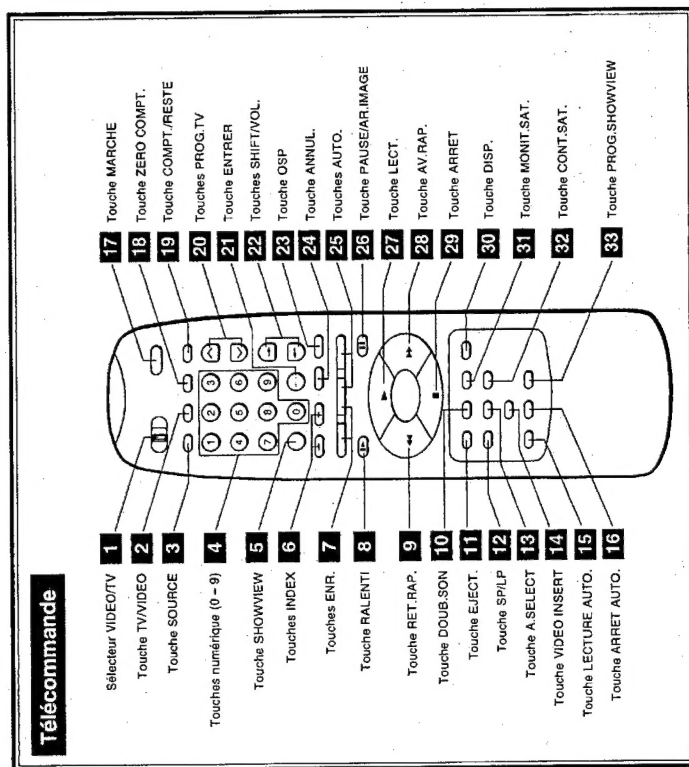 Télécommande
1 Sélecteur VIDEO/TV
2 Touche TV/VIDEO
3 Touche SOURCE
4 Touches numérique (0 – 9)
5 Touche SHOWVIEW
6 Touches INDEX
7 Touches ENR.
8 Touche RALENTI
9 Touche RET.RAP.
10 Touche DOUB.SON
11 Touche EJECT.
12 Touche SP/LP
13 Touche A.SELECT
14 Touche VIDEO INSERT
15 Touche LECTURE AUTO.
16 Touche ARRET AUTO.
1 2 3
4 5 6
7 8 9
0
17 Touche MARCHE
18 Touche ZERO COMPT.
19 Touche COMPT./RESTE
20 Touches PROG.TV
21 Touche ENTRER
22 Touches SHIFT/VOL.
23 Touche OSP
24 Touche ANNUL.
25 Touches AUTO.
26 Touche PAUSE/AR.IMAGE
27 Touche LECT.
28 Touche AV.RAP.
29 Touche ARRET
30 Touche DISP.
31 Touche MONIT.SAT.
32 Touche CONT.SAT.
33 Touche PROG.SHOWVIEW